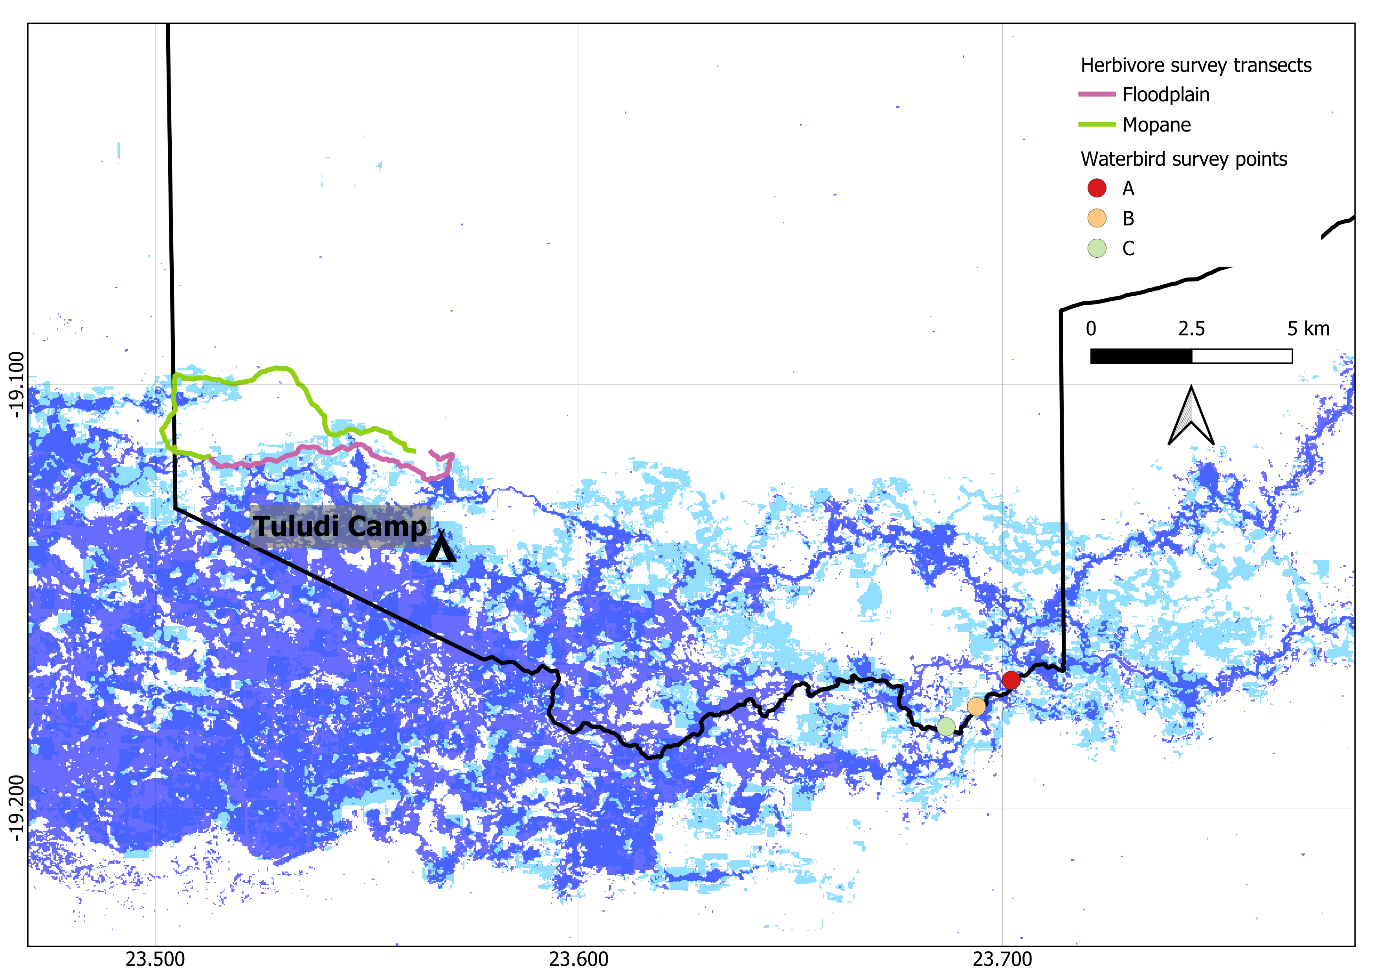 Herbivore survey transects
Floodplain
Mopane
Waterbird survey points
A
B
C
0 2.5 5 km
-19.100
Tuludi Camp
-19.200
23.500 23.600 23.700